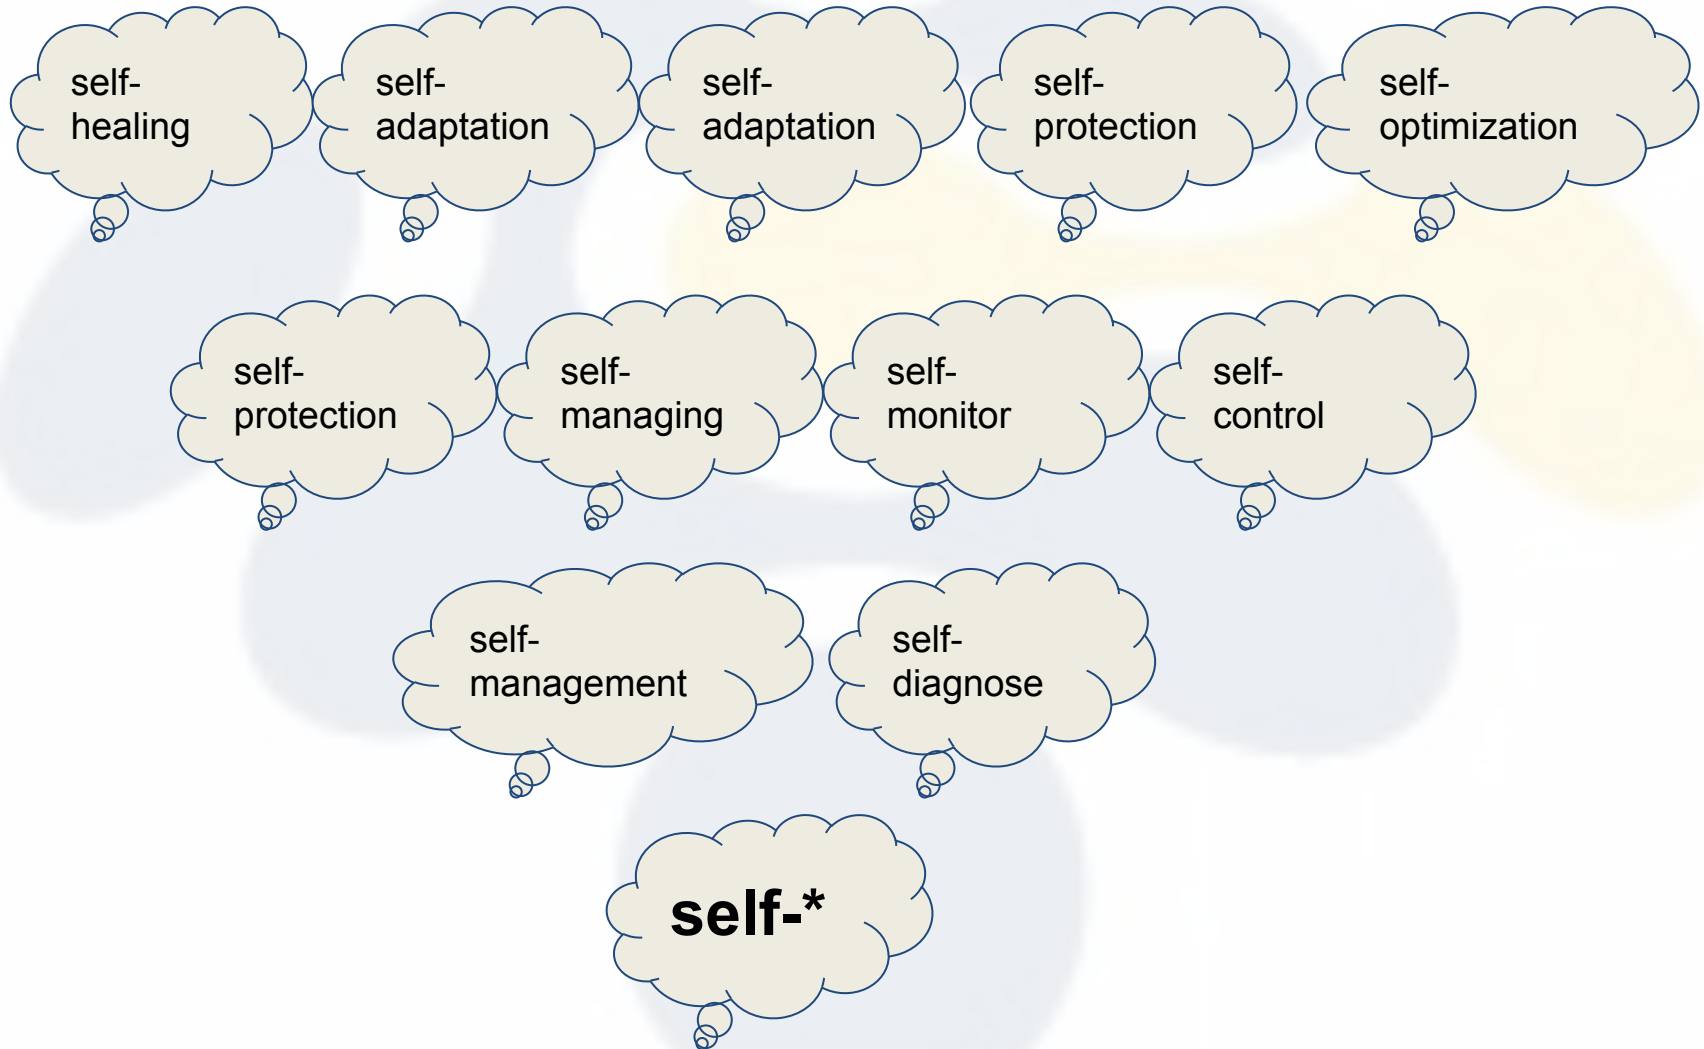 self-
healing
self-
adaptation
self-
adaptation
self-
protection
self-
optimization
self-
protection
self-
managing
self-
monitor
self-
control
self-
management
self-
diagnose
self-*